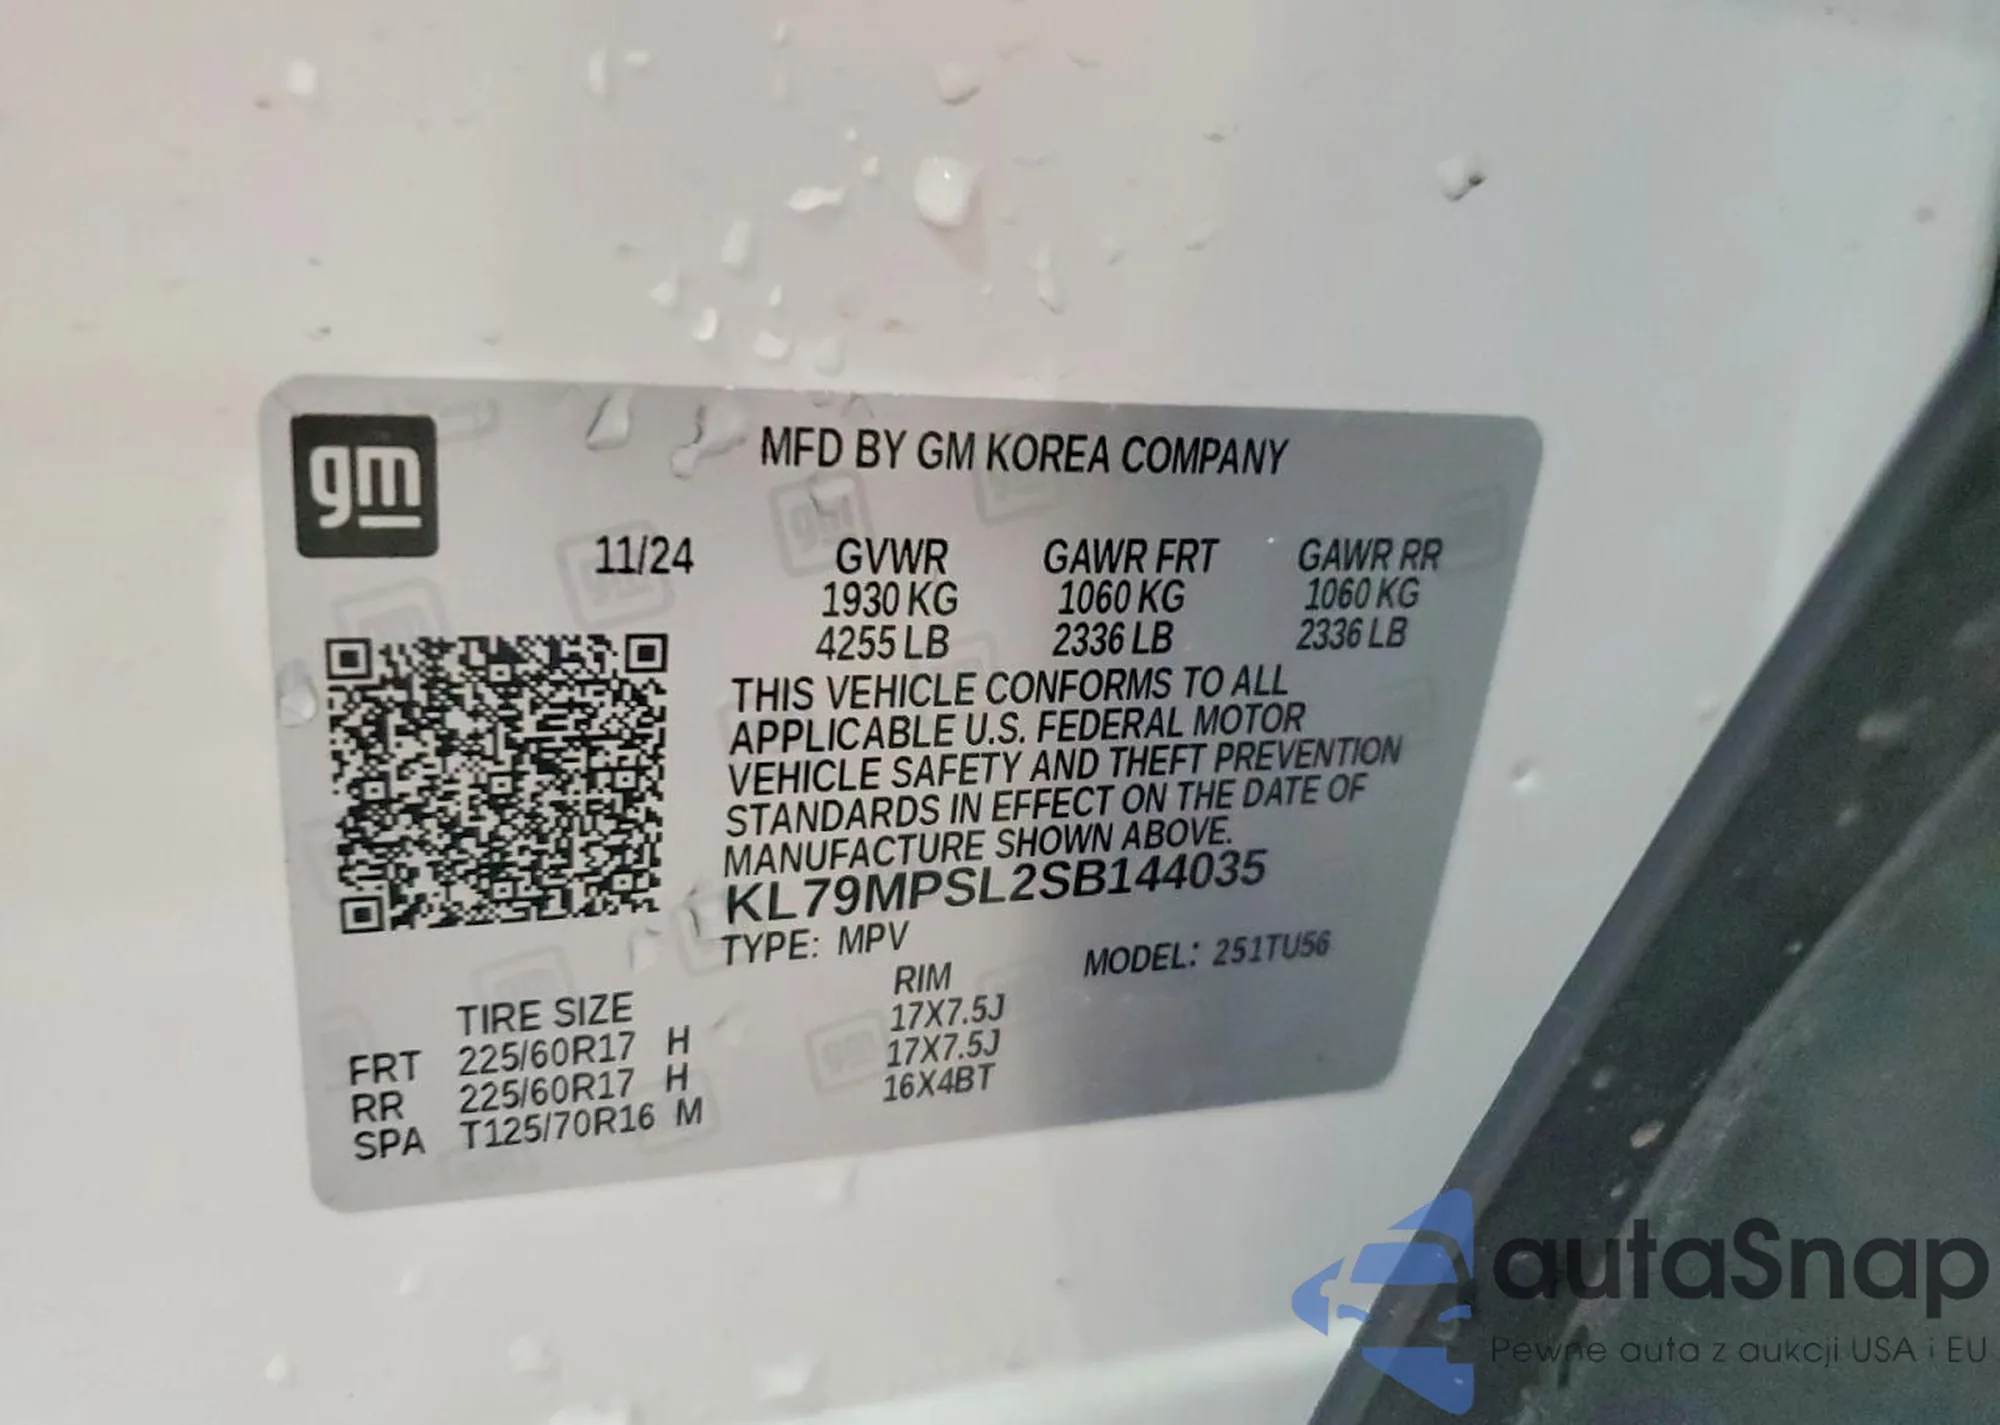 gm
MFD BY GM KOREA COMPANY
11/24 GVWR GAWR FRT GAWR RR
1930 KG 1060 KG 1060 KG
4255 LB 2336 LB 2336 LB
THIS VEHICLE CONFORMS TO ALL
APPLICABLE U.S. FEDERAL MOTOR
VEHICLE SAFETY AND THEFT PREVENTION
STANDARDS IN EFFECT ON THE DATE OF
MANUFACTURE SHOWN ABOVE.
KL79MPSL2SB144035
TYPE: MPV MODEL: 251TU56
TIRE SIZE RIM
FRT 225/60R17 H 17X7.5J
RR 225/60R17 H 17X7.5J
SPA T125/70R16 M 16X4BT
autaSnap
Pewne auta z aukcji USA i EU